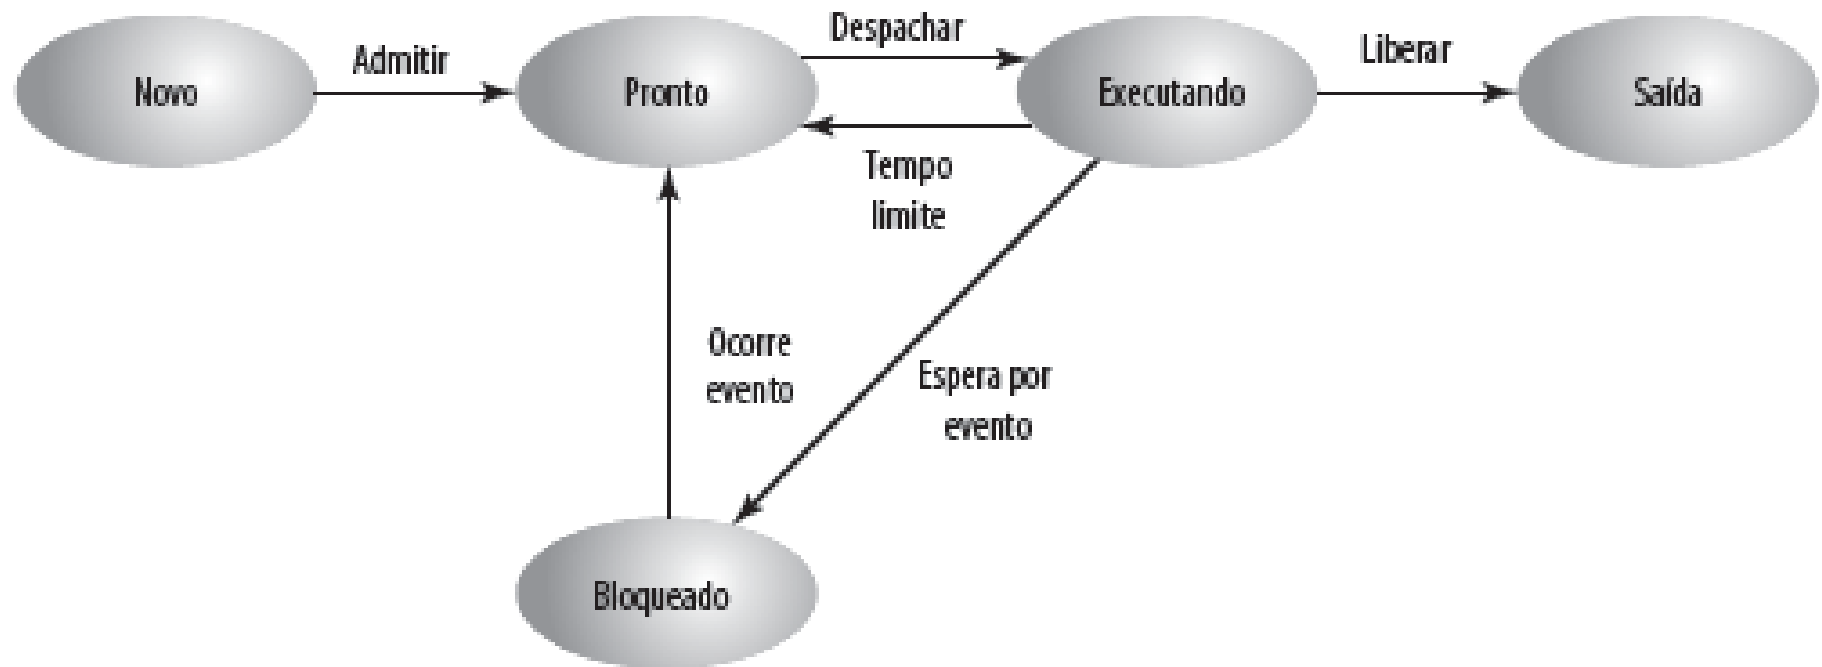 Despachar
Admitir
Liberar
Novo
Pronto
Executando
Saída
Tempo
limite
Ocorre
evento
Espera por
evento
Bloqueado